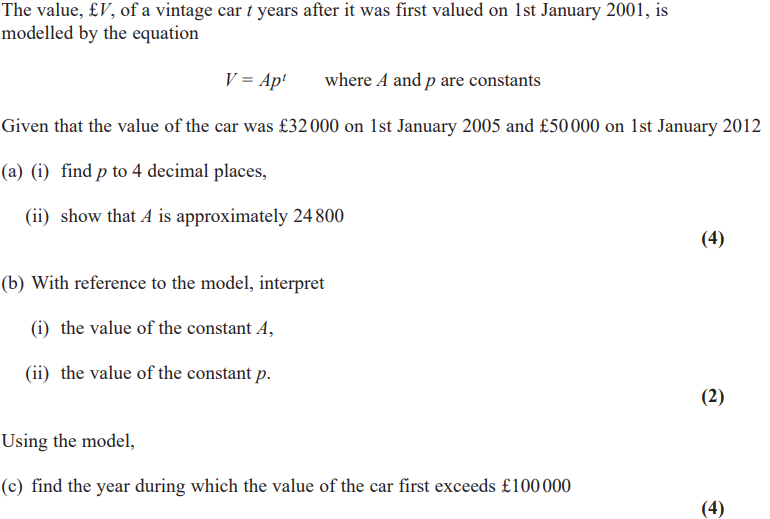 The value, £V, of a vintage car t years after it was first valued on 1st January 2001, is
modelled by the equation
V = Apᵗ where A and p are constants
Given that the value of the car was £32 000 on 1st January 2005 and £50 000 on 1st January 2012
(a) (i) find p to 4 decimal places,
(ii) show that A is approximately 24 800
(4)
(b) With reference to the model, interpret
(i) the value of the constant A,
(ii) the value of the constant p.
(2)
Using the model,
(c) find the year during which the value of the car first exceeds £100 000
(4)